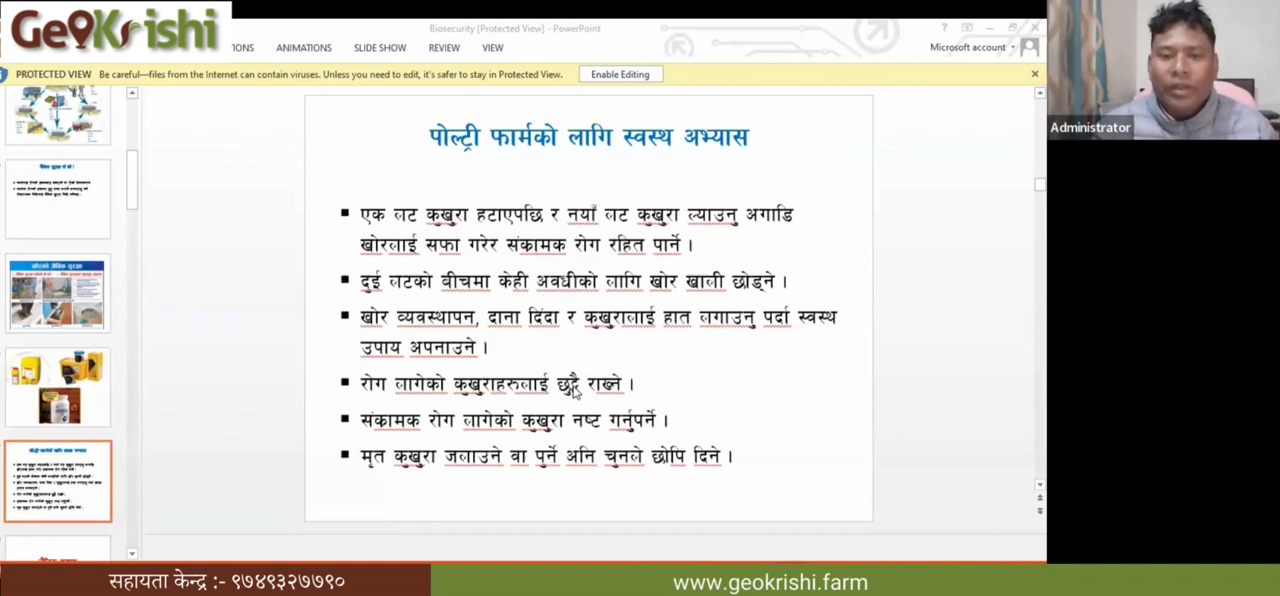 GeoKrishi
Biosecurity [Protected View] - PowerPoint
IONS ANIMATIONS SLIDE SHOW REVIEW VIEW
Microsoft account
PROTECTED VIEW Be careful—files from the Internet can contain viruses. Unless you need to edit, it's safer to stay in Protected View. Enable Editing
Administrator
पोल्ट्री फार्मको लागि स्वस्थ अभ्यास
▪ एक लट कुखुरा हटाएपछि र नयाँ लट कुखुरा ल्याउनु अगाडि
खोरलाई सफा गरेर संकामक रोग रहित पार्ने ।
▪ दुई लटको बीचमा केही अवधीको लागि खोर खाली छोड्ने ।
▪ खोर व्यवस्थापन, दाना दिंदा र कुखुरालाई हात लगाउनु पर्दा स्वस्थ
उपाय अपनाउने ।
▪ रोग लागेको कुखुराहरुलाई छुट्टै राख्ने ।
▪ संकामक रोग लागेको कुखुरा नष्ट गर्नुपर्ने ।
▪ मृत कुखुरा जलाउने वा पुर्ने अनि चुनले छोपि दिने ।
सहायता केन्द्र :- ९७४९३२७७९०
www.geokrishi.farm